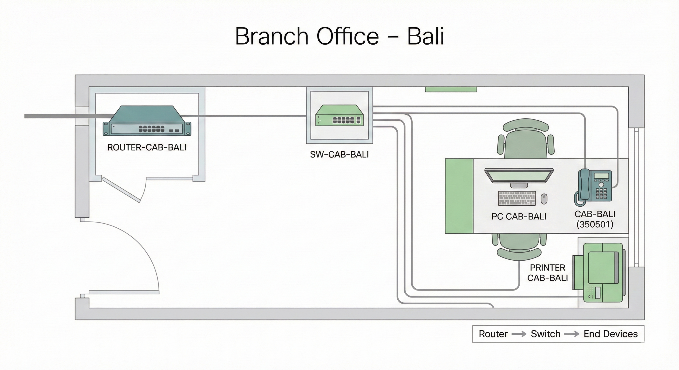 Branch Office – Bali
ROUTER-CAB-BALI
SW-CAB-BALI
PC CAB-BALI
CAB-BALI
(350501)
PRINTER
CAB-BALI
Router → Switch → End Devices